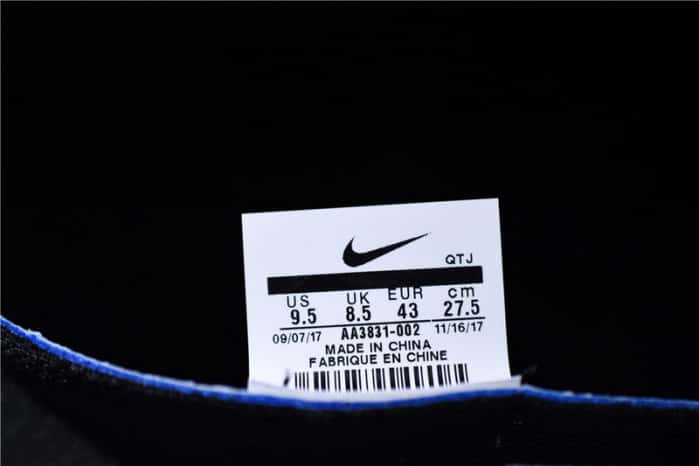 QTJ
US UK EUR cm
9.5 8.5 43 27.5
09/07/17 AA3831-002 11/16/17
MADE IN CHINA
FABRIQUE EN CHINE